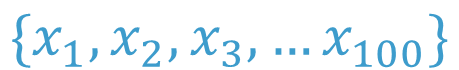 {x₁, x₂, x₃, … x₁₀₀}